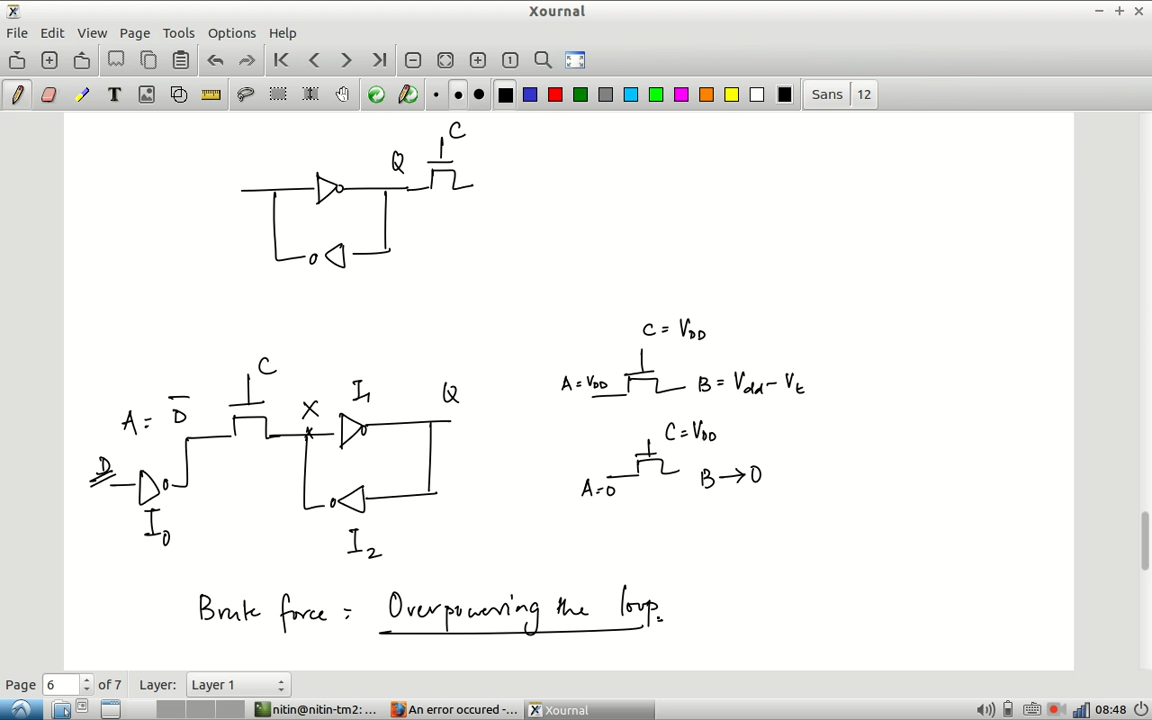 Xournal
File Edit View Page Tools Options Help
Sans 12
C
Q
C = VDD
A = VDD B = Vdd - Vt
C
I1
Q
X
A = D̅
C = VDD
D
A = 0 B → 0
I0
I2
Brute force : Overpowering the loop.
Page 6 of 7 Layer: Layer 1
nitin@nitin-tm2: ... An error occured -... Xournal 08:48